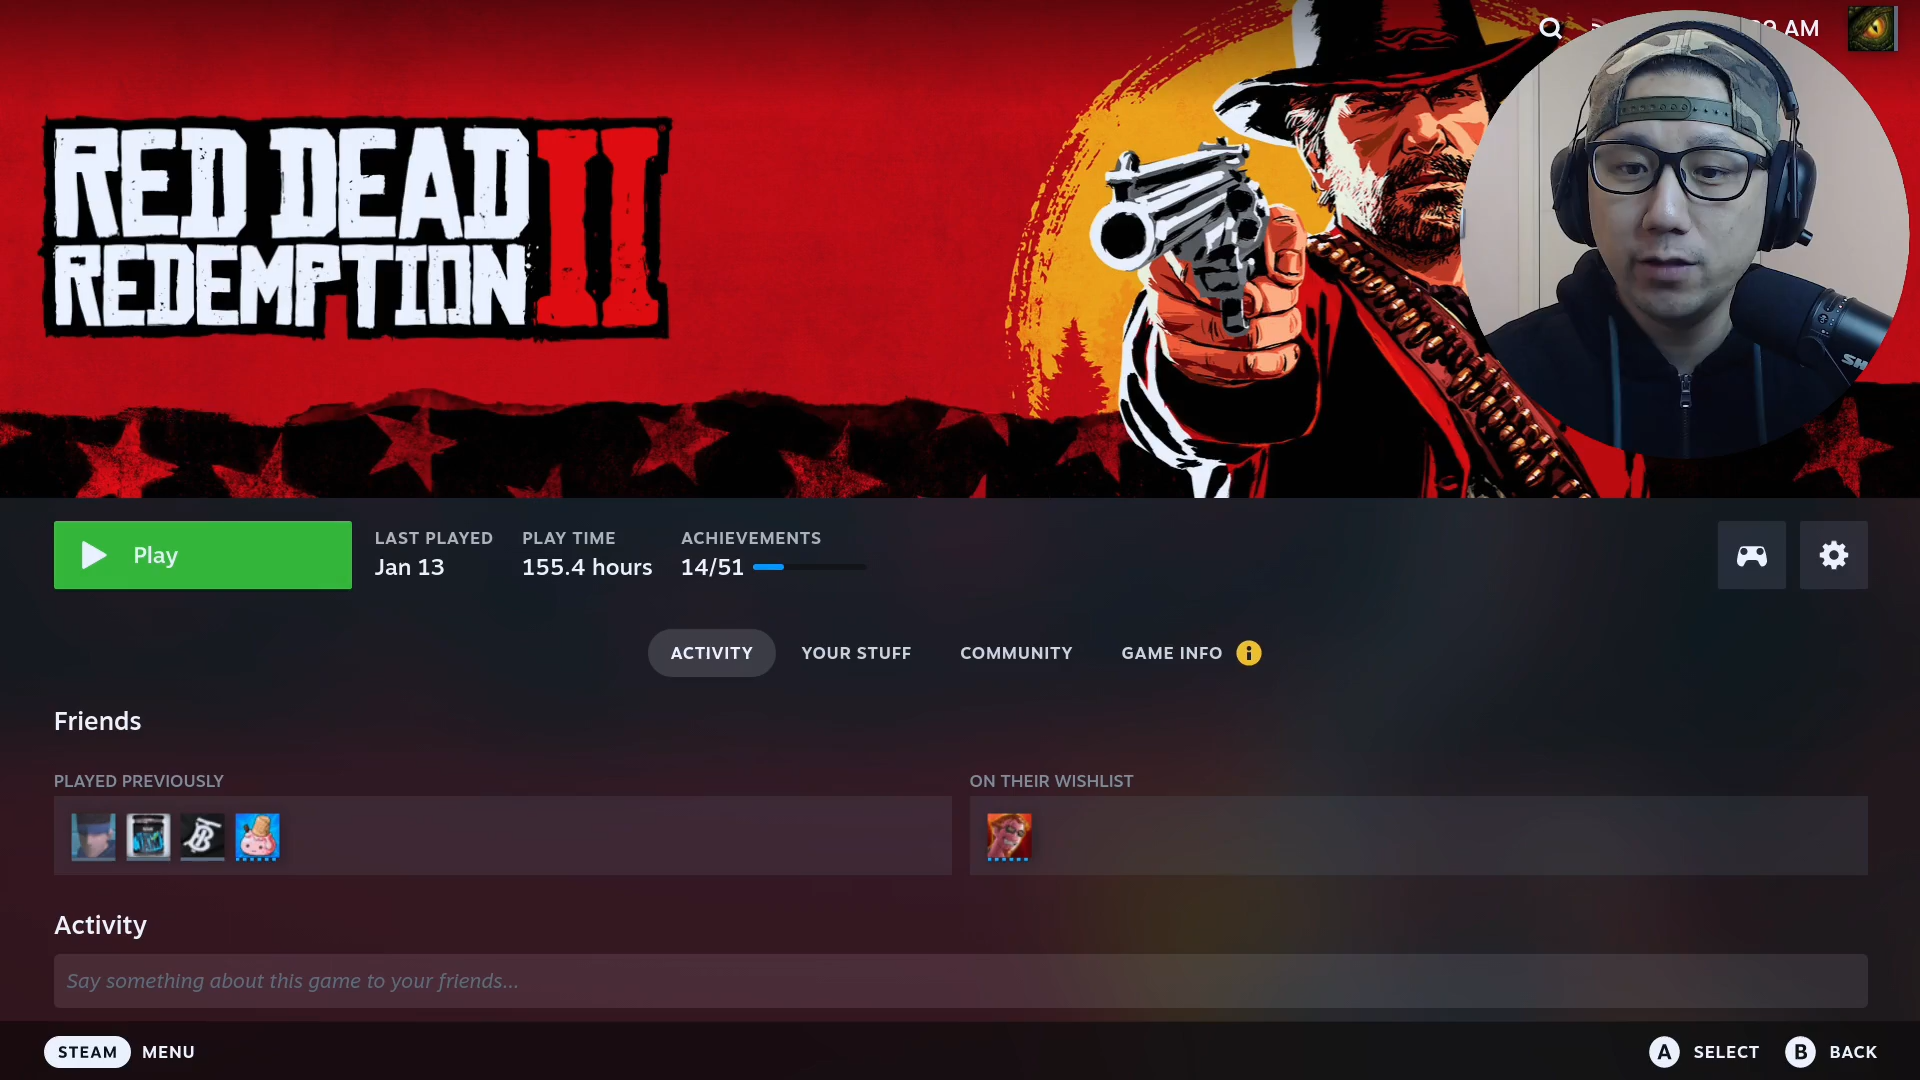 AM
RED DEAD
REDEMPTION II
Play
LAST PLAYED
Jan 13
PLAY TIME
155.4 hours
ACHIEVEMENTS
14/51
ACTIVITY
YOUR STUFF
COMMUNITY
GAME INFO
Friends
PLAYED PREVIOUSLY
ON THEIR WISHLIST
Activity
Say something about this game to your friends...
STEAM MENU
A SELECT B BACK